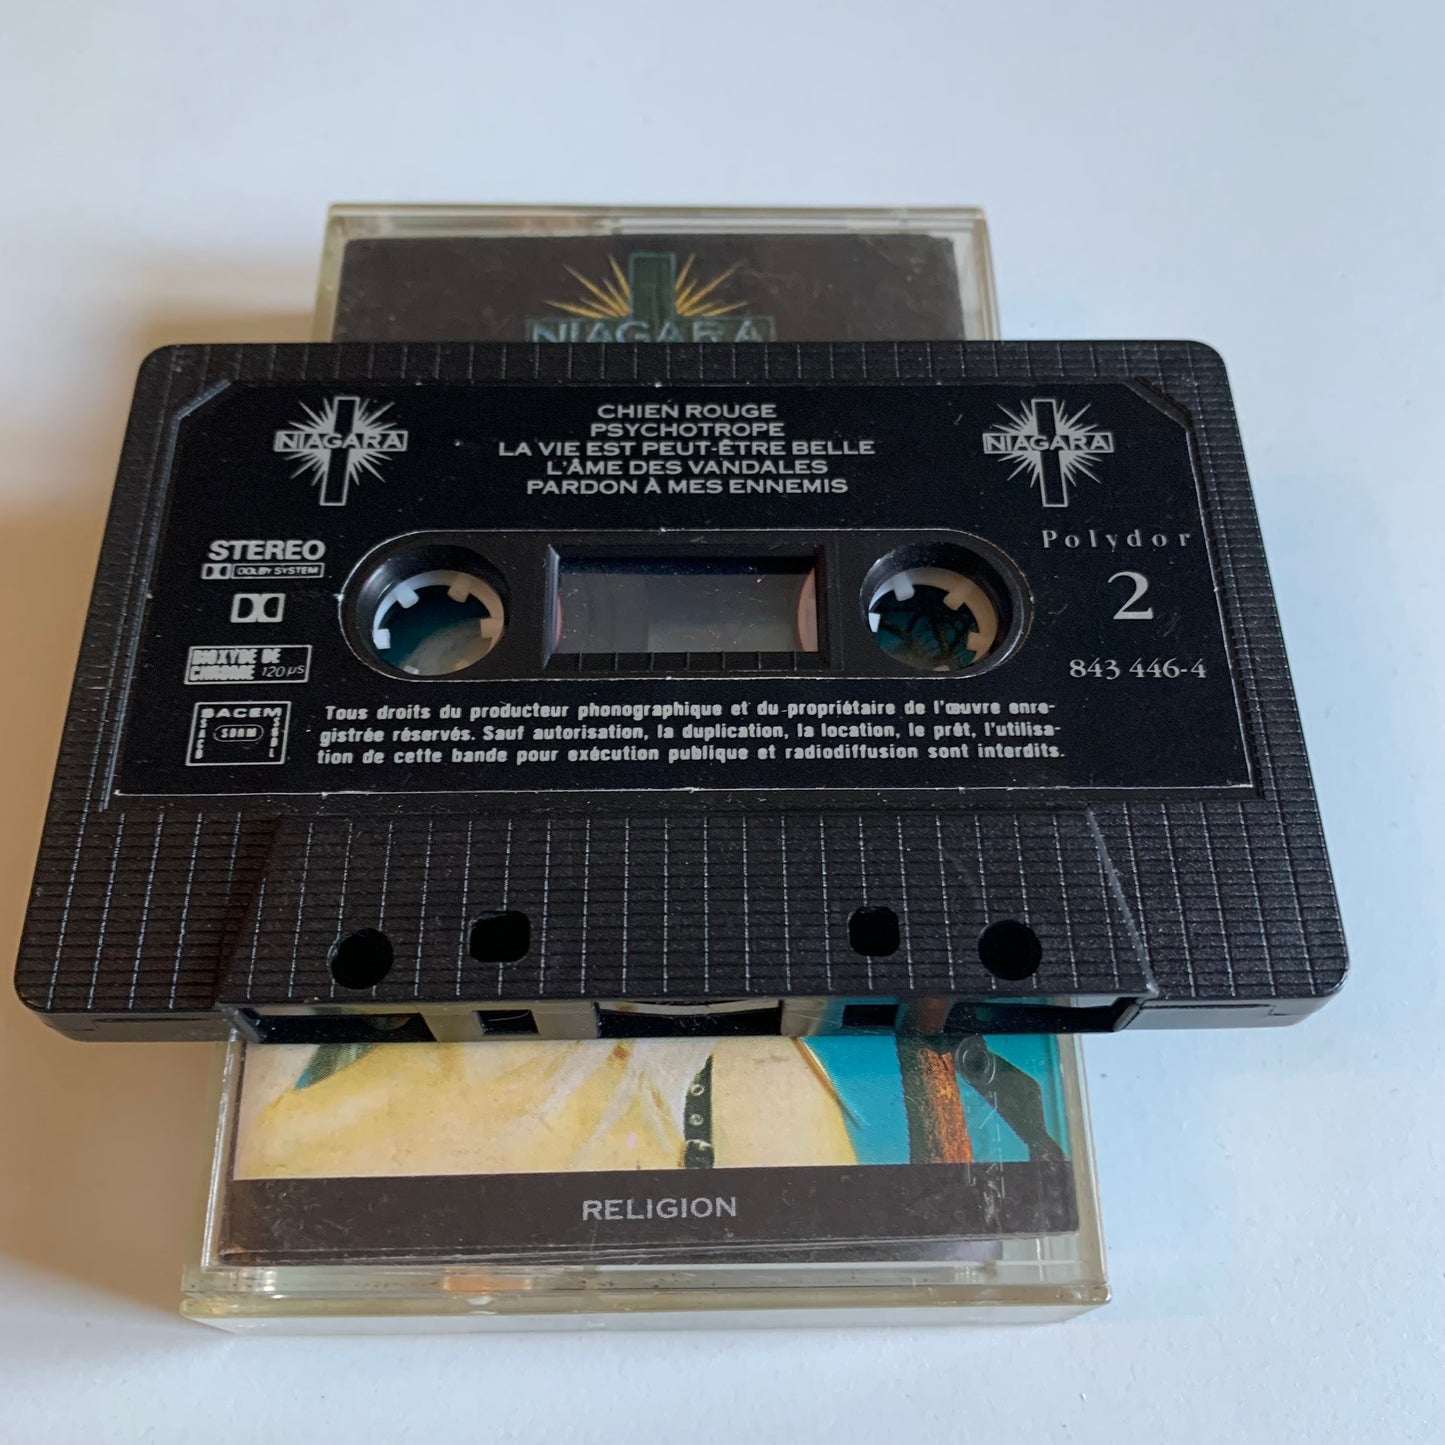 NIAGARA
CHIEN ROUGE
PSYCHOTROPE
LA VIE EST PEUT-ÊTRE BELLE
L'ÂME DES VANDALES
PARDON À MES ENNEMIS
NIAGARA
NIAGARA
STEREO
DOLBY SYSTEM
Polydor
2
843 446-4
DIOXYDE DE
CHROME 120 µS
SACEM
SDRM
SACD
SGDL
Tous droits du producteur phonographique et du propriétaire de l'œuvre enre-
gistrée réservés. Sauf autorisation, la duplication, la location, le prêt, l'utilisa-
tion de cette bande pour exécution publique et radiodiffusion sont interdits.
RELIGION